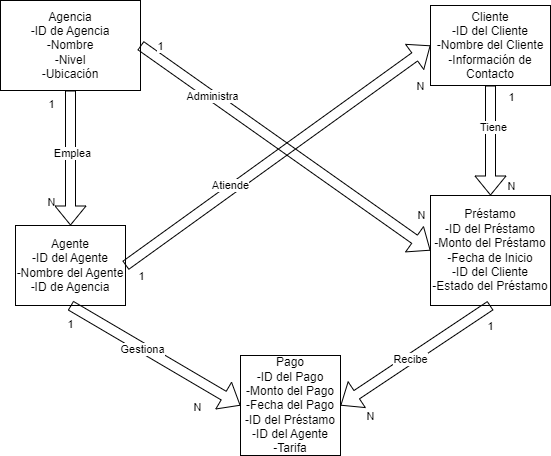 Agencia
-ID de Agencia
-Nombre
-Nivel
-Ubicación
Cliente
-ID del Cliente
-Nombre del Cliente
-Información de
Contacto
1
Administra
N
1
Emplea
N
Atiende
N
1
1
Tiene
N
Agente
-ID del Agente
-Nombre del Agente
-ID de Agencia
Préstamo
-ID del Préstamo
-Monto del Préstamo
-Fecha de Inicio
-ID del Cliente
-Estado del Préstamo
1
Gestiona
N
1
Recibe
N
Pago
-ID del Pago
-Monto del Pago
-Fecha del Pago
-ID del Préstamo
-ID del Agente
-Tarifa